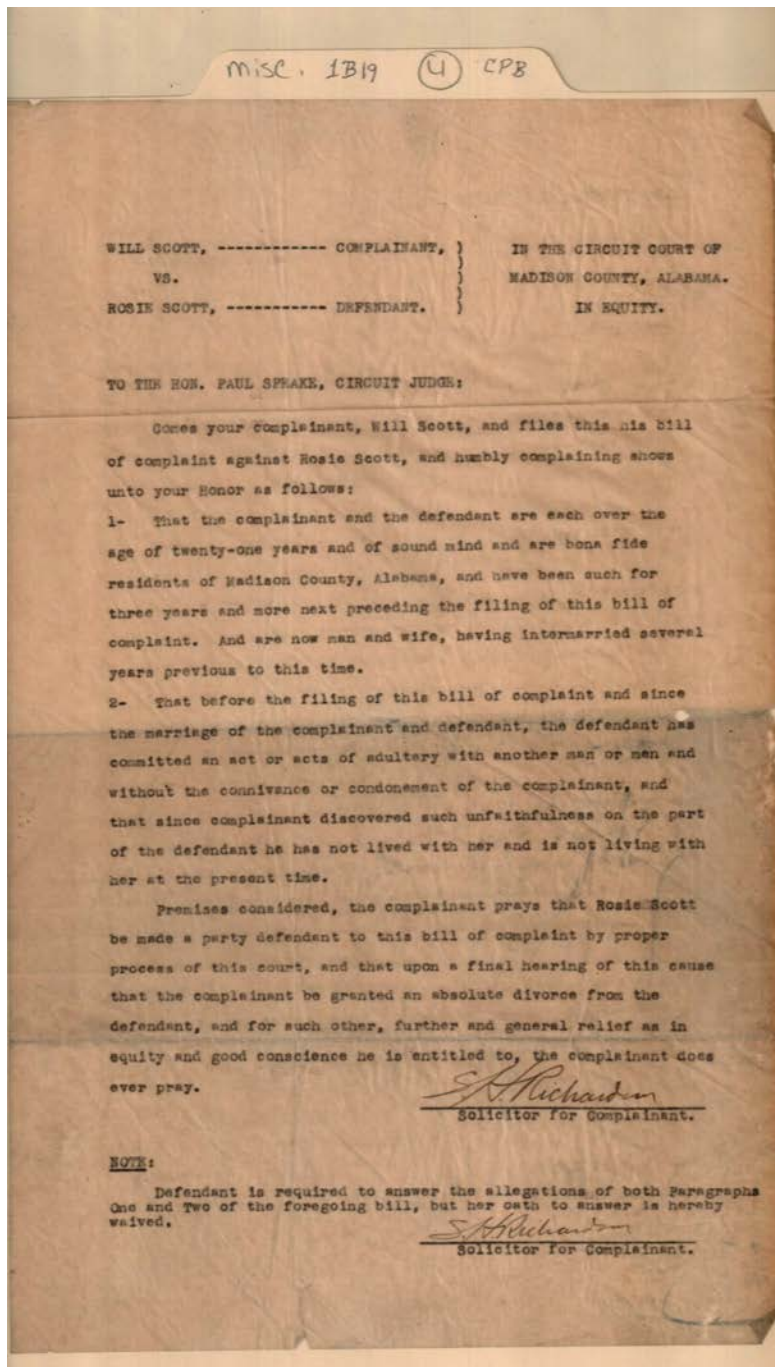 misc. 1B19 4 CPB
WILL SCOTT, ------------ COMPLAINANT, ) IN THE CIRCUIT COURT OF
VS. ) MADISON COUNTY, ALABAMA.
ROSIE SCOTT, ------------ DEFENDANT. ) IN EQUITY.
TO THE HON. PAUL SPEAKE, CIRCUIT JUDGE:
Comes your complainant, Will Scott, and files this his bill
of complaint against Rosie Scott, and humbly complaining shows
unto your Honor as follows:
1- That the complainant and the defendant are each over the
age of twenty-one years and of sound mind and are bona fide
residents of Madison County, Alabama, and have been such for
three years and more next preceding the filing of this bill of
complaint. And are now man and wife, having intermarried several
years previous to this time.
2- That before the filing of this bill of complaint and since
the marriage of the complainant and defendant, the defendant has
committed an act or acts of adultery with another man or men and
without the connivance or condonement of the complainant, and
that since complainant discovered such unfaithfulness on the part
of the defendant he has not lived with her and is not living with
her at the present time.
Premises considered, the complainant prays that Rosie Scott
be made a party defendant to this bill of complaint by proper
process of this court, and that upon a final hearing of this cause
that the complainant be granted an absolute divorce from the
defendant, and for such other, further and general relief as in
equity and good conscience he is entitled to, the complainant does
ever pray.
S.H. Richardson
Solicitor for Complainant.
NOTE:
Defendant is required to answer the allegations of both Paragraphs
One and Two of the foregoing bill, but her oath to answer is hereby
waived.
S.H. Richardson
Solicitor for Complainant.